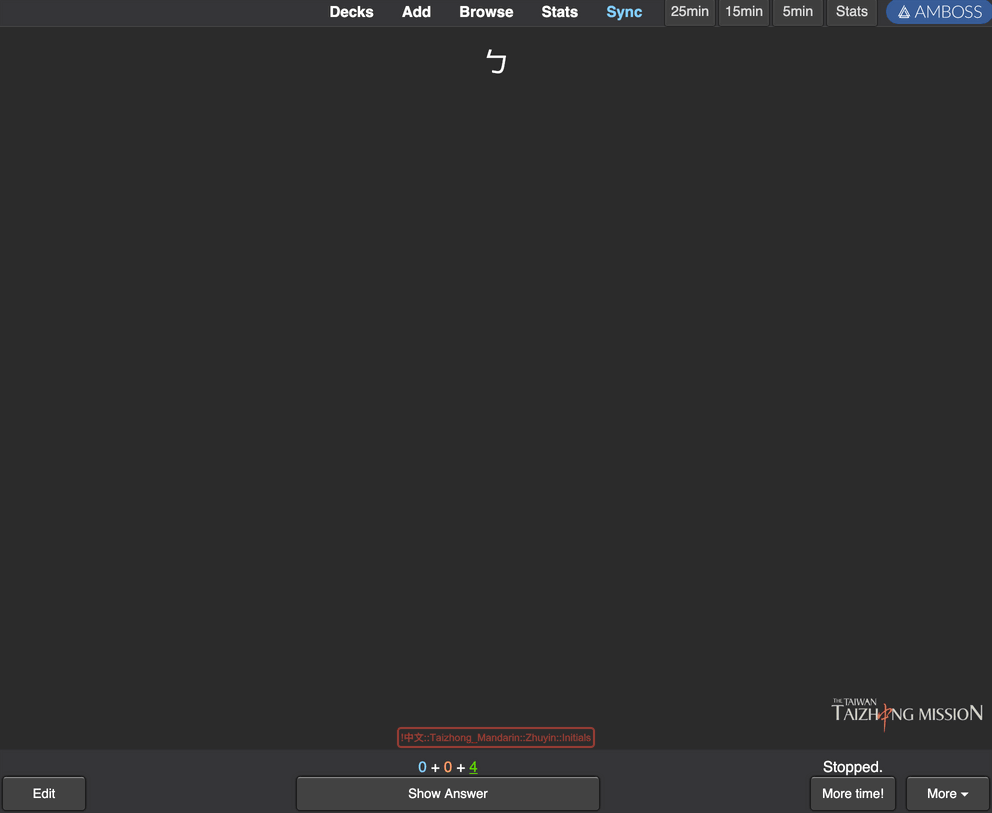 Decks Add Browse Stats Sync 25min 15min 5min Stats AMBOSS
ㄅ
THE TAIWAN
TAIZHONG MISSION
!中文::Taizhong_Mandarin::Zhuyin::Initials
0 + 0 + 4
Stopped.
Edit Show Answer More time! More